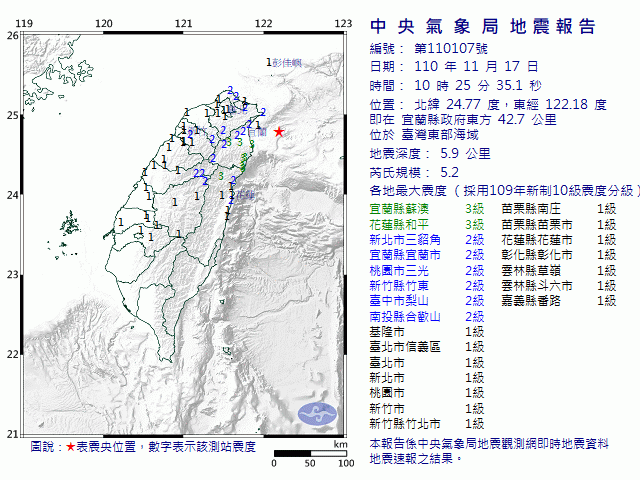 中央氣象局地震報告
編號： 第110107號
日期： 110 年 11 月 17 日
時間： 10 時 25 分 35.1 秒
位置： 北緯 24.77 度，東經 122.18 度
即在 宜蘭縣政府東方 42.7 公里
位於 臺灣東部海域
地震深度： 5.9 公里
芮氏規模： 5.2
各地最大震度（採用109年新制10級震度分級）
宜蘭縣蘇澳 3級 苗栗縣南庄 1級
花蓮縣和平 3級 苗栗縣苗栗市 1級
新北市三貂角 2級 花蓮縣花蓮市 1級
宜蘭縣宜蘭市 2級 彰化縣彰化市 1級
桃園市三光 2級 雲林縣草嶺 1級
新竹縣竹東 2級 雲林縣斗六市 1級
臺中市梨山 2級 嘉義縣番路 1級
南投縣合歡山 2級
基隆市 1級
臺北市信義區 1級
臺北市 1級
新北市 1級
桃園市 1級
新竹市 1級
新竹縣竹北市 1級
本報告係中央氣象局地震觀測網即時地震資料
地震速報之結果。
119 120 121 122 123
26
25
24
23
22
21
彭佳嶼
宜蘭
圖說：★表震央位置，數字表示該測站震度
km
0 50 100